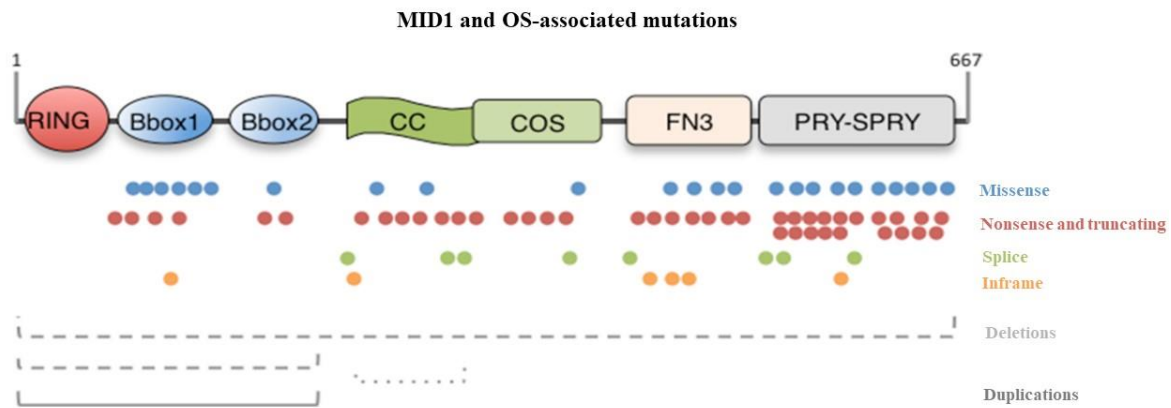 MID1 and OS-associated mutations
1
667
RING Bbox1 Bbox2 CC COS FN3 PRY-SPRY
Missense
Nonsense and truncating
Splice
Inframe
Deletions
Duplications